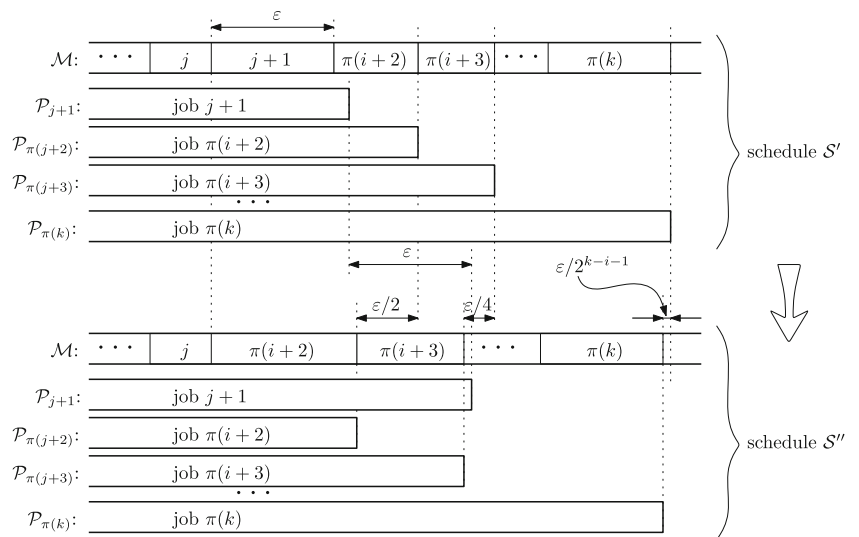 ε
ℳ: · · · j j + 1 π(i + 2) π(i + 3) · · · π(k)
𝒫_{j+1}: job j + 1
𝒫_{π(j+2)}: job π(i + 2)
𝒫_{π(j+3)}: job π(i + 3)
· · ·
𝒫_{π(k)}: job π(k)
schedule 𝒮′
ε
ε/2^{k−i−1}
ε/2 ε/4
ℳ: · · · j π(i + 2) π(i + 3) · · · π(k)
𝒫_{j+1}: job j + 1
𝒫_{π(j+2)}: job π(i + 2)
𝒫_{π(j+3)}: job π(i + 3)
· · ·
𝒫_{π(k)}: job π(k)
schedule 𝒮″